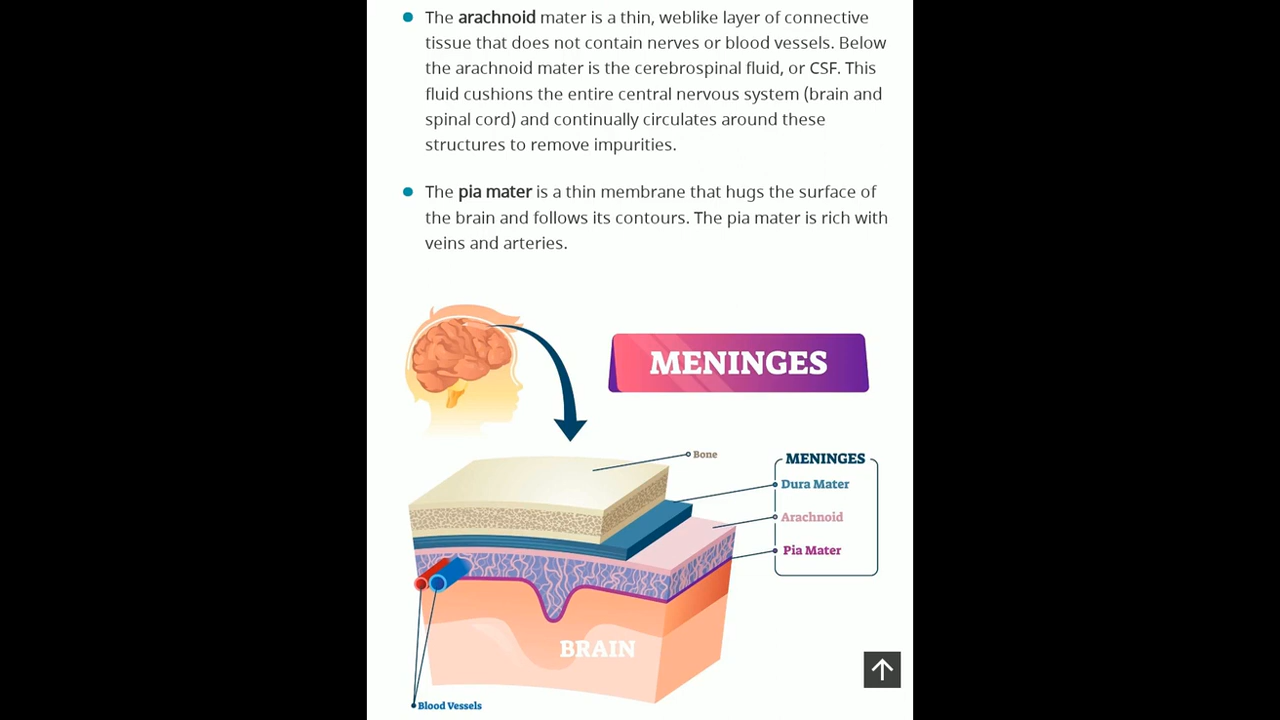 The arachnoid mater is a thin, weblike layer of connective
tissue that does not contain nerves or blood vessels. Below
the arachnoid mater is the cerebrospinal fluid, or CSF. This
fluid cushions the entire central nervous system (brain and
spinal cord) and continually circulates around these
structures to remove impurities.
The pia mater is a thin membrane that hugs the surface of
the brain and follows its contours. The pia mater is rich with
veins and arteries.
MENINGES
Bone
MENINGES
Dura Mater
Arachnoid
Pia Mater
BRAIN
Blood Vessels